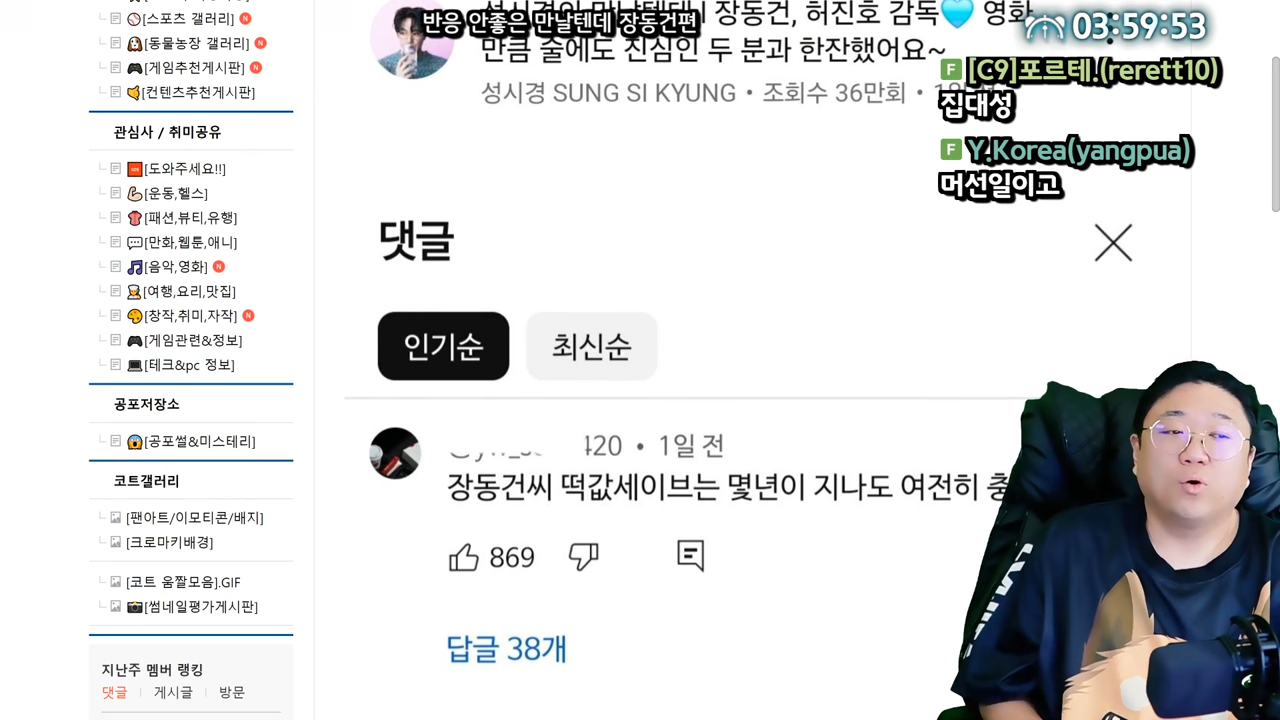 [스포츠 갤러리] N
[동물농장 갤러리] N
[게임추천게시판] N
[컨텐츠추천게시판]
관심사 / 취미공유
SOS [도와주세요!!]
[운동,헬스]
[패션,뷰티,유행]
[만화,웹툰,애니]
[음악,영화] N
[여행,요리,맛집]
[창작,취미,자작] N
[게임관련&정보]
[테크&pc 정보]
공포저장소
[공포썰&미스테리]
코트갤러리
[팬아트/이모티콘/배지]
[크로마키배경]
[코트 움짤모음].GIF
[썸네일평가게시판]
지난주 멤버 랭킹
댓글 게시글 방문
반응 안좋은 만날텐데 장동건편
장동건, 허진호 감독 영화
만큼 술에도 진심인 두 분과 한잔했어요~
성시경 SUNG SI KYUNG • 조회수 36만회 •
댓글
인기순 최신순
420 • 1일 전
장동건씨 떡값세이브는 몇년이 지나도 여전히
869
답글 38개
03:59:53
F [C9]포르테.(rerett10)
집대성
F Y.Korea(yangpua)
머선일이고